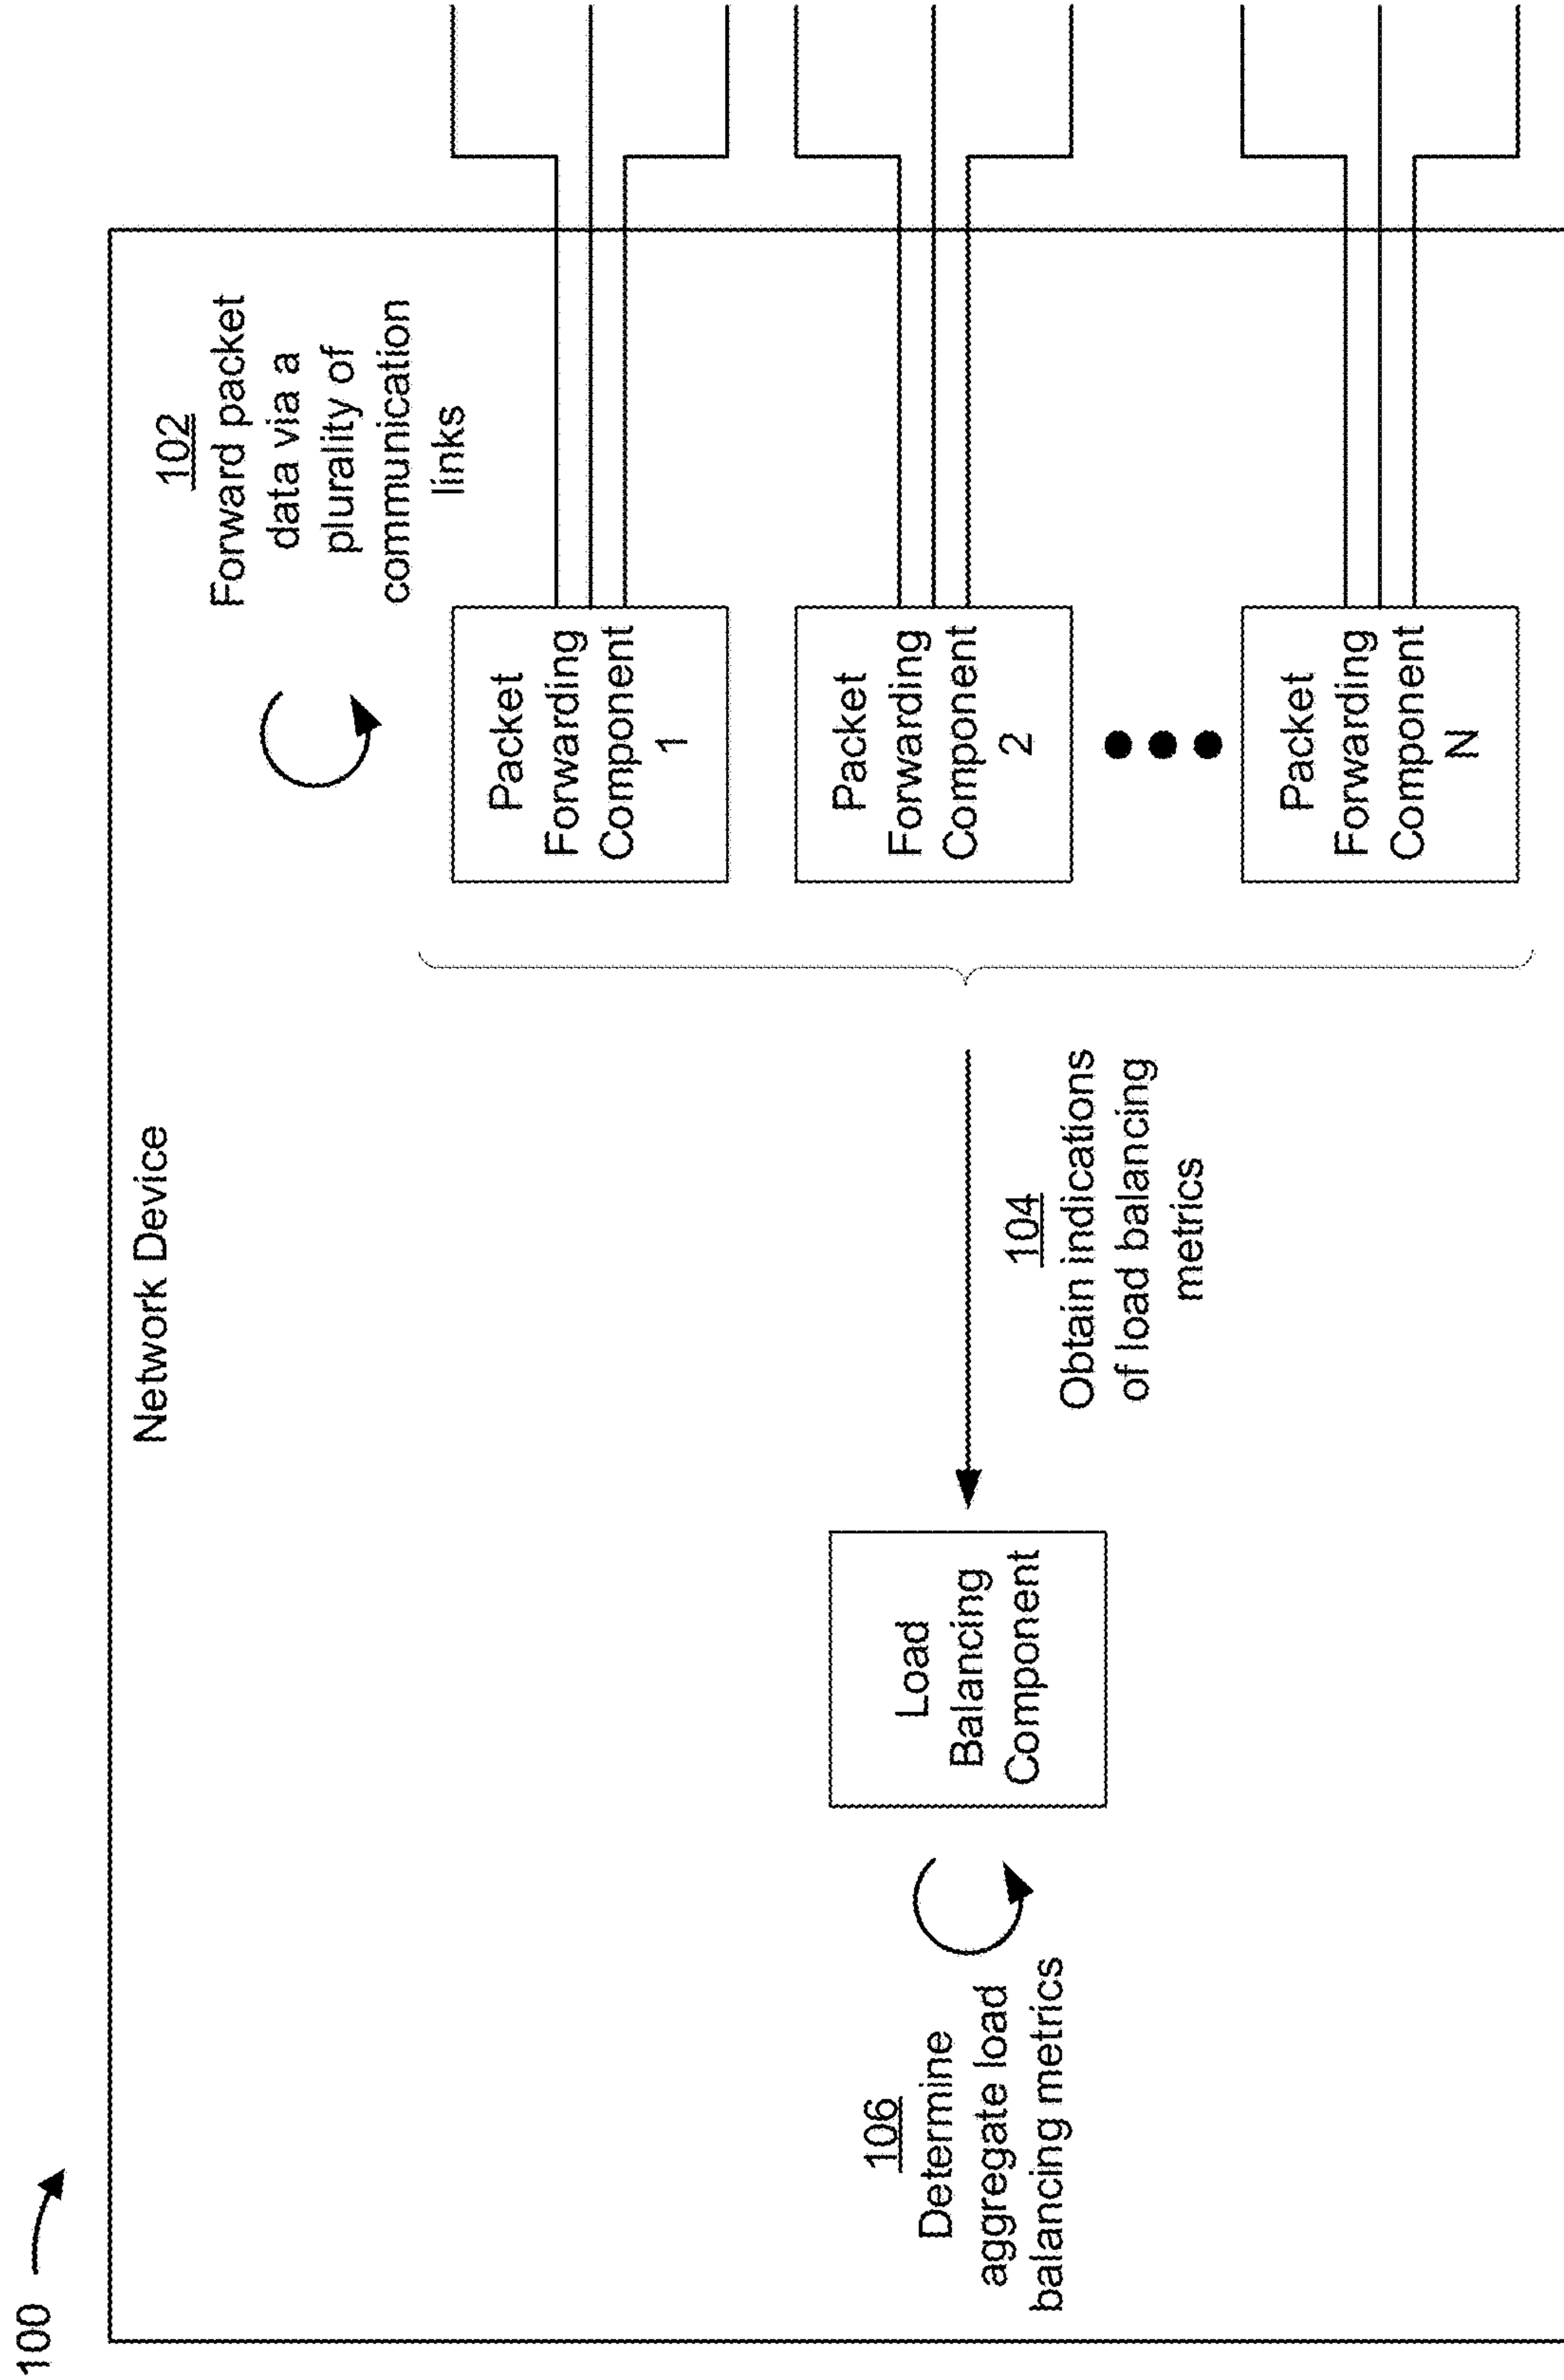 100
Network Device
102
Forward packet
data via a
plurality of
communication
links
Packet
Forwarding
Component
1
Packet
Forwarding
Component
2
Packet
Forwarding
Component
N
104
Obtain indications
of load balancing
metrics
Load
Balancing
Component
106
Determine
aggregate load
balancing metrics